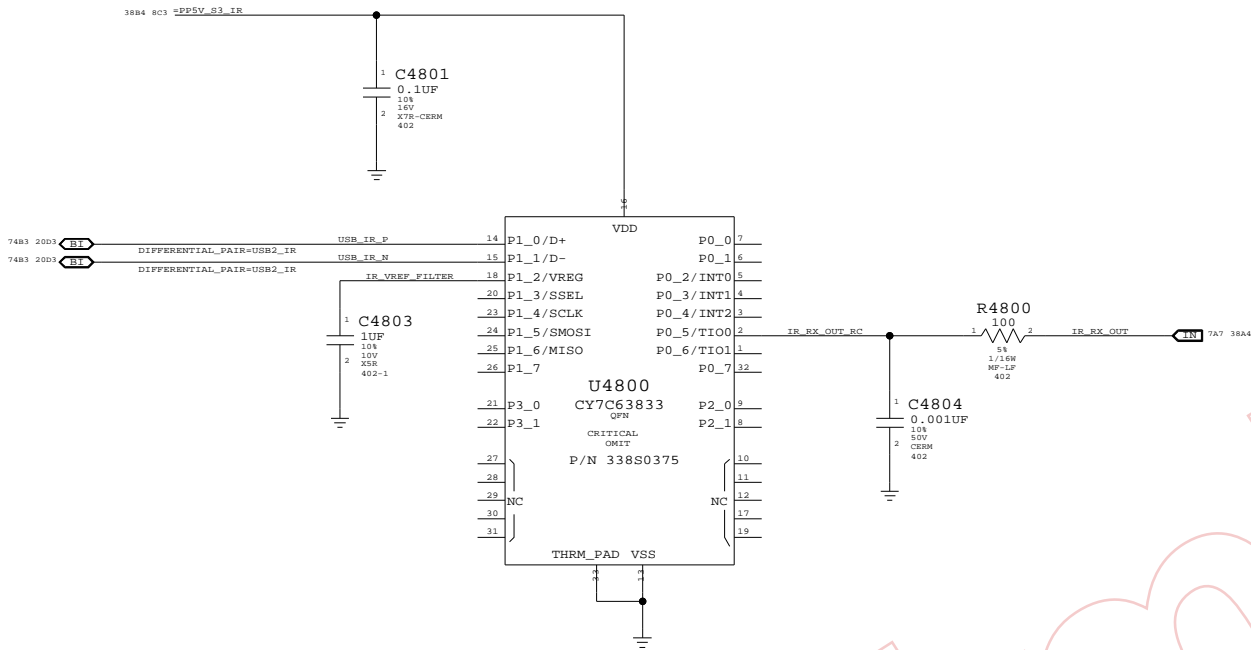 38B4 8C3 =PP5V_S3_IR
1
C4801
0.1UF
10%
16V
X7R-CERM
402
2
16
VDD
74B3 20D3 BI USB_IR_P 14 P1_0/D+ P0_0 7
DIFFERENTIAL_PAIR=USB2_IR
74B3 20D3 BI USB_IR_N 15 P1_1/D- P0_1 6
DIFFERENTIAL_PAIR=USB2_IR
IR_VREF_FILTER 18 P1_2/VREG P0_2/INT0 5
20 P1_3/SSEL P0_3/INT1 4
23 P1_4/SCLK P0_4/INT2 3
24 P1_5/SMOSI P0_5/TIO0 2 IR_RX_OUT_RC
25 P1_6/MISO P0_6/TIO1 1
26 P1_7 P0_7 32
1
C4803
1UF
10%
10V
X5R
402-1
2
R4800
100
1 2
5%
1/16W
MF-LF
402
IR_RX_OUT IN 7A7 38A4
U4800
CY7C63833
QFN
CRITICAL
OMIT
P/N 338S0375
21 P3_0 P2_0 9
22 P3_1 P2_1 8
1
C4804
0.001UF
10%
50V
CERM
402
2
27 10
28 11
29 NC NC 12
30 17
31 19
THRM_PAD VSS
33 13